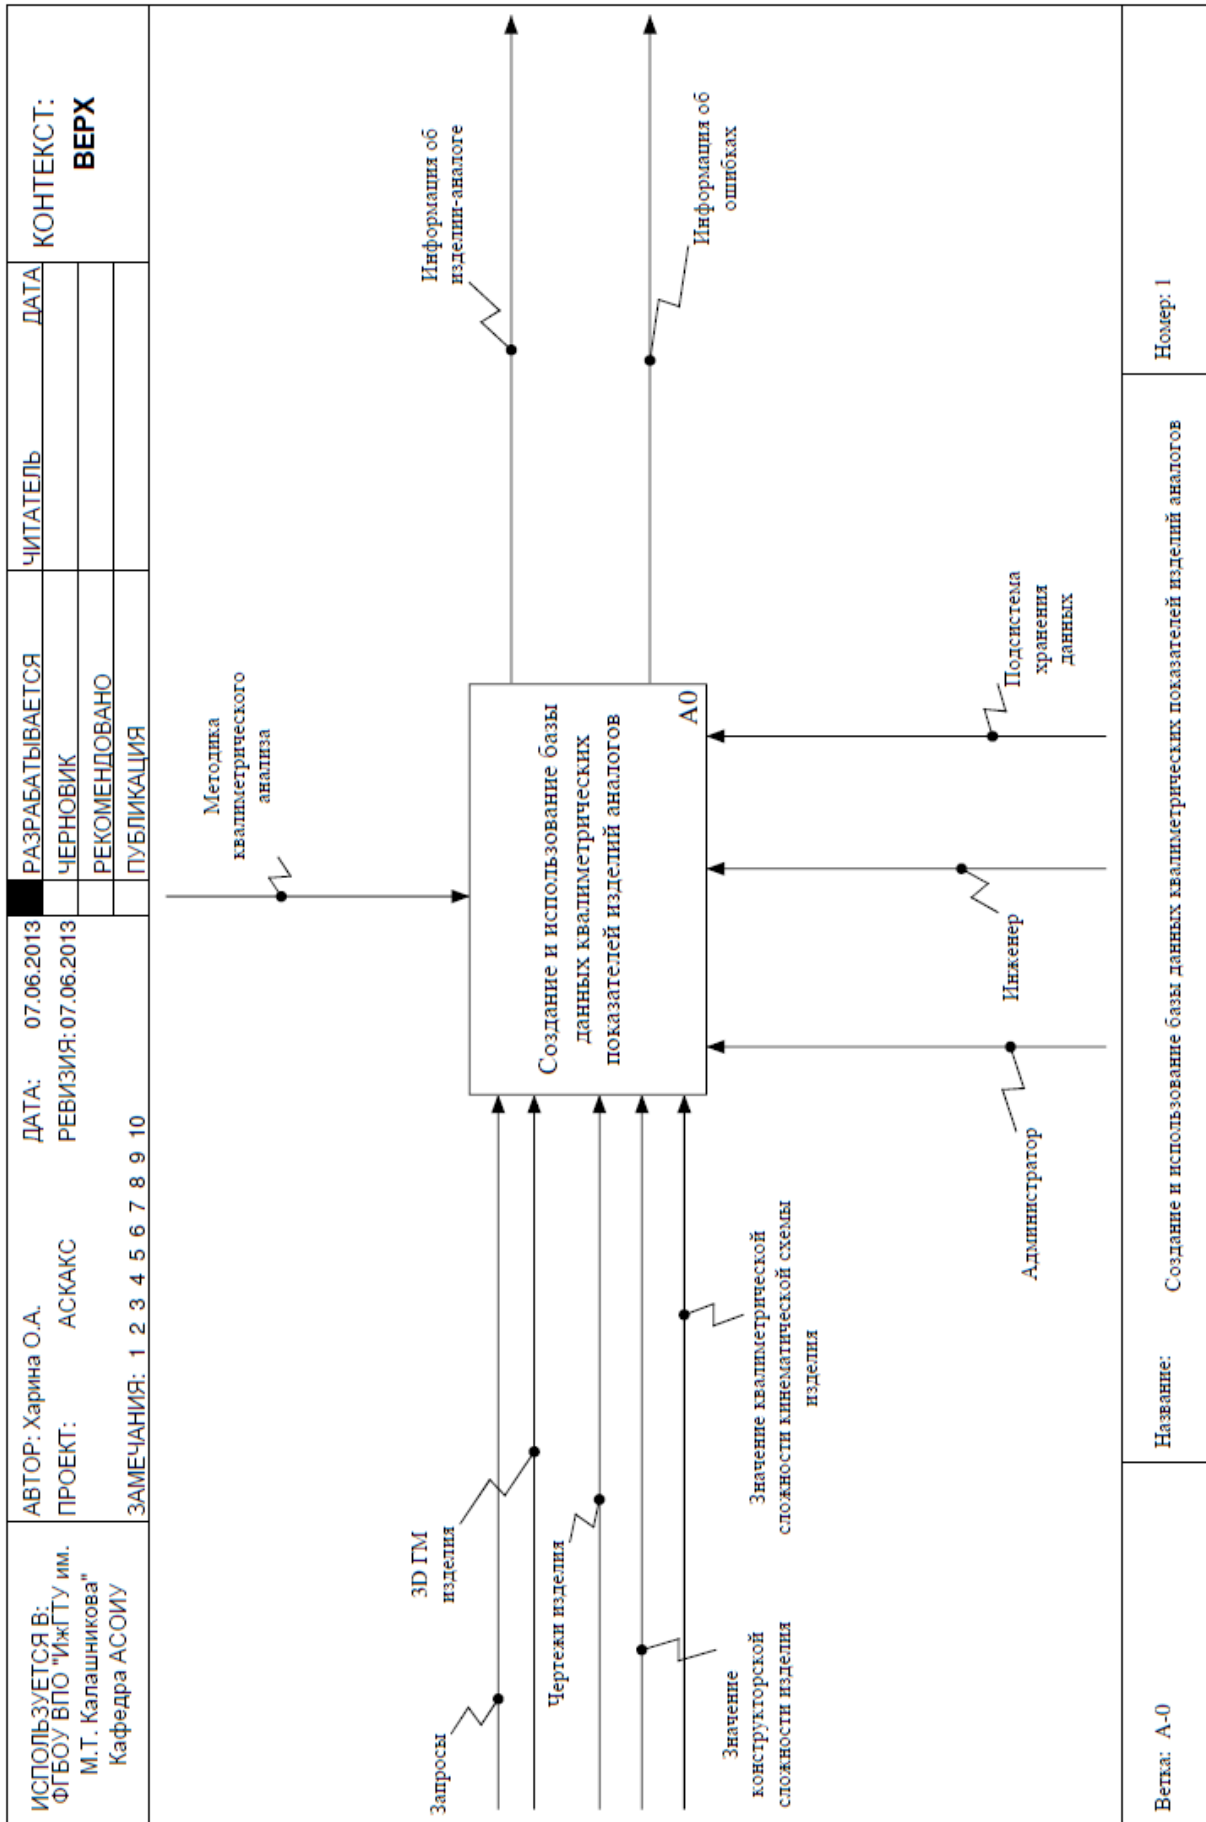 ИСПОЛЬЗУЕТСЯ В:
ФГБОУ ВПО "ИжГТУ им.
М.Т. Калашникова"
Кафедра АСОИУ
АВТОР: Харина О.А.
ДАТА: 07.06.2013
ПРОЕКТ: АСКАКС
РЕВИЗИЯ: 07.06.2013
ЗАМЕЧАНИЯ: 1 2 3 4 5 6 7 8 9 10
РАЗРАБАТЫВАЕТСЯ
ЧЕРНОВИК
РЕКОМЕНДОВАНО
ПУБЛИКАЦИЯ
ЧИТАТЕЛЬ
ДАТА
КОНТЕКСТ:
ВЕРХ
Методика
квалиметрического
анализа
Запросы
3D ГМ
изделия
Чертежи изделия
Значение
конструкторской
сложности изделия
Значение квалиметрической
сложности кинематической схемы
изделия
Создание и использование базы
данных квалиметрических
показателей изделий аналогов
A0
Информация об
изделии-аналоге
Информация об
ошибках
Администратор
Инженер
Подсистема
хранения
данных
Ветка: А-0
Название: Создание и использование базы данных квалиметрических показателей изделий аналогов
Номер: 1